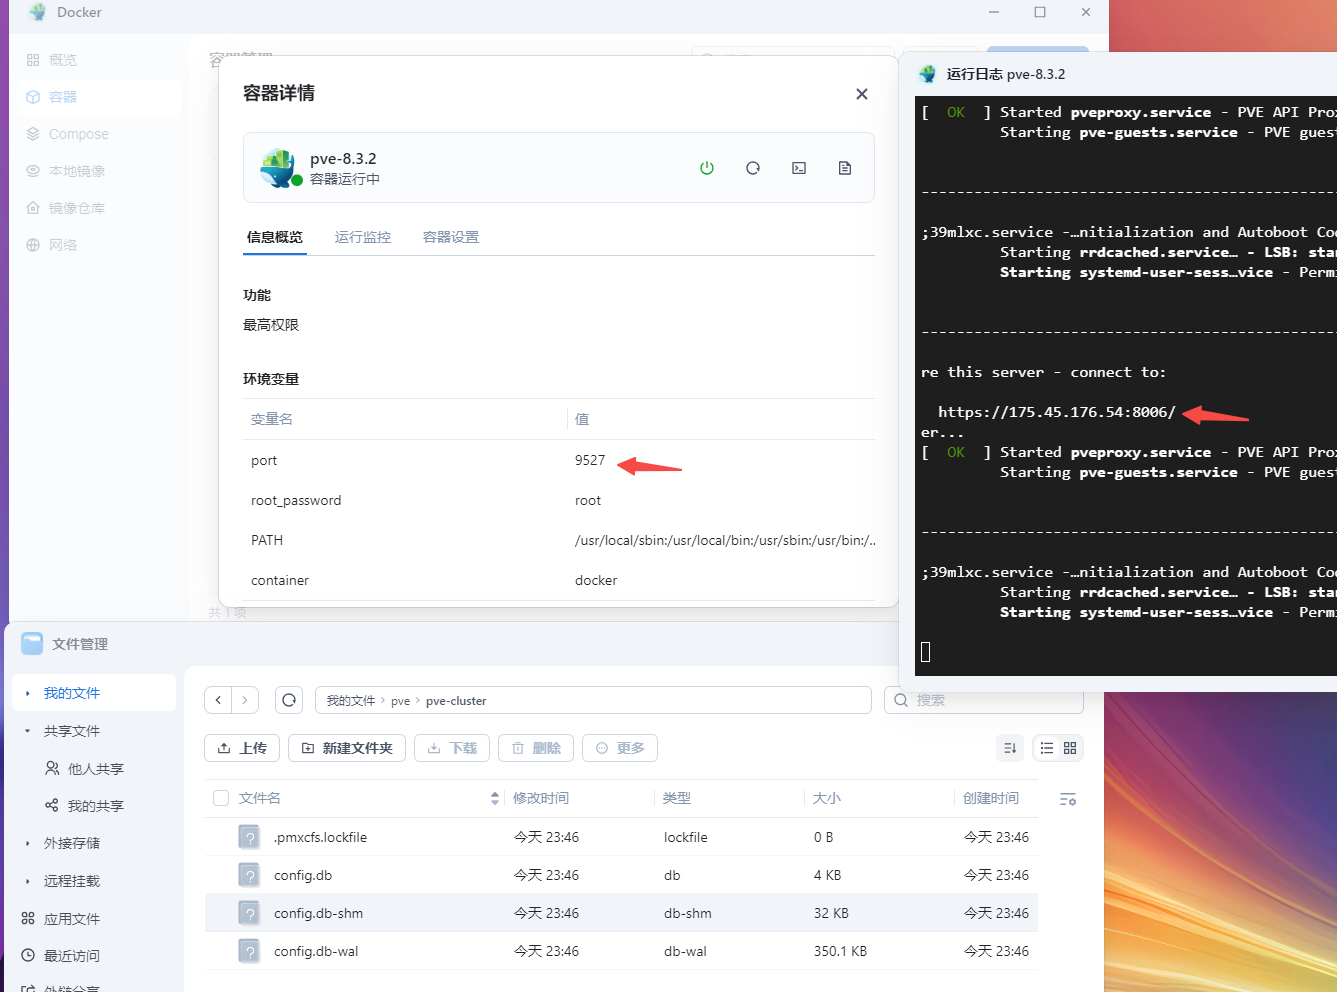 Docker
概览
容器
Compose
本地镜像
镜像仓库
网络
容器管理
共 1 项
容器详情
pve-8.3.2
容器运行中
信息概览
运行监控
容器设置
功能
最高权限
环境变量
变量名 值
port 9527
root_password root
PATH /usr/local/sbin:/usr/local/bin:/usr/sbin:/usr/bin:/..
container docker
运行日志 pve-8.3.2
[ OK ] Started pveproxy.service - PVE API Prox
Starting pve-guests.service - PVE guest
--------------------------------------------------
;39mlxc.service -…nitialization and Autoboot Coo
Starting rrdcached.service… - LSB: star
Starting systemd-user-sess…vice - Permi
--------------------------------------------------
re this server - connect to:
https://175.45.176.54:8006/
er...
[ OK ] Started pveproxy.service - PVE API Prox
Starting pve-guests.service - PVE guest
--------------------------------------------------
;39mlxc.service -…nitialization and Autoboot Coo
Starting rrdcached.service… - LSB: star
Starting systemd-user-sess…vice - Permi
文件管理
我的文件
共享文件
他人共享
我的共享
外接存储
远程挂载
应用文件
最近访问
外链分享
我的文件 > pve > pve-cluster
搜索
上传
新建文件夹
下载
删除
更多
文件名 修改时间 类型 大小 创建时间
.pmxcfs.lockfile 今天 23:46 lockfile 0 B 今天 23:46
config.db 今天 23:46 db 4 KB 今天 23:46
config.db-shm 今天 23:46 db-shm 32 KB 今天 23:46
config.db-wal 今天 23:46 db-wal 350.1 KB 今天 23:46